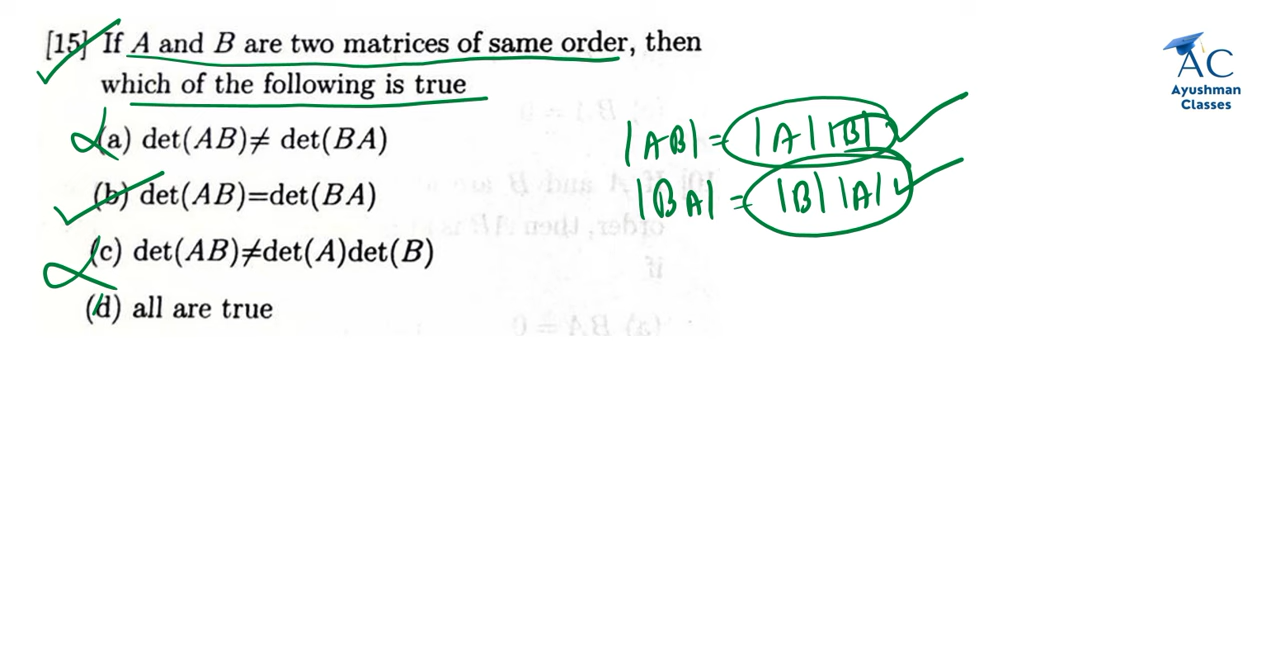 [15] If A and B are two matrices of same order, then
which of the following is true
(a) det(AB)≠ det(BA)
(b) det(AB)=det(BA)
(c) det(AB)≠det(A)det(B)
(d) all are true
|AB| = |A| |B|
|BA| = |B| |A|
AC
Ayushman
Classes